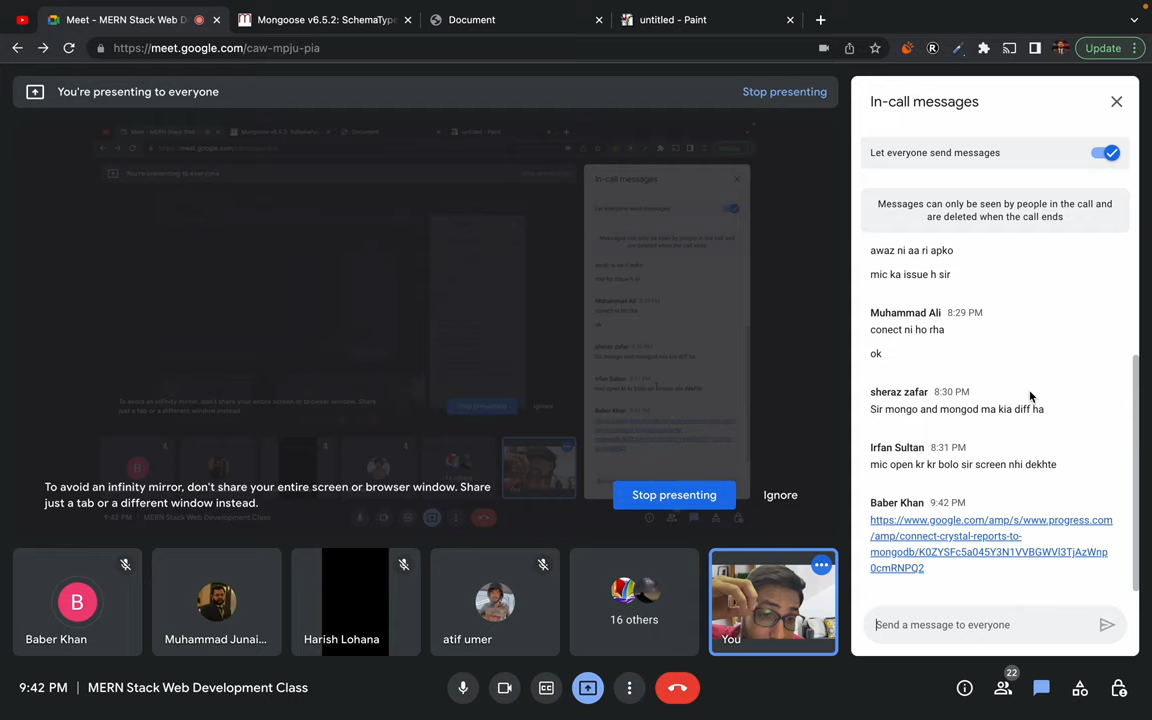 Meet - MERN Stack Web D
Mongoose v6.5.2: SchemaType
Document
untitled - Paint
https://meet.google.com/caw-mpju-pia
Update
You're presenting to everyone
Stop presenting
To avoid an infinity mirror, don't share your entire screen or browser window. Share
just a tab or a different window instead.
Stop presenting
Ignore
B
Baber Khan
Muhammad Junai...
Harish Lohana
atif umer
16 others
You
9:42 PM
MERN Stack Web Development Class
In-call messages
Let everyone send messages
Messages can only be seen by people in the call and
are deleted when the call ends
awaz ni aa ri apko
mic ka issue h sir
Muhammad Ali 8:29 PM
conect ni ho rha
ok
sheraz zafar 8:30 PM
Sir mongo and mongod ma kia diff ha
Irfan Sultan 8:31 PM
mic open kr kr bolo sir screen nhi dekhte
Baber Khan 9:42 PM
https://www.google.com/amp/s/www.progress.com
/amp/connect-crystal-reports-to-
mongodb/K0ZYSFc5a045Y3N1VVBGWVl3TjAzWnp
0cmRNPQ2
Send a message to everyone
22